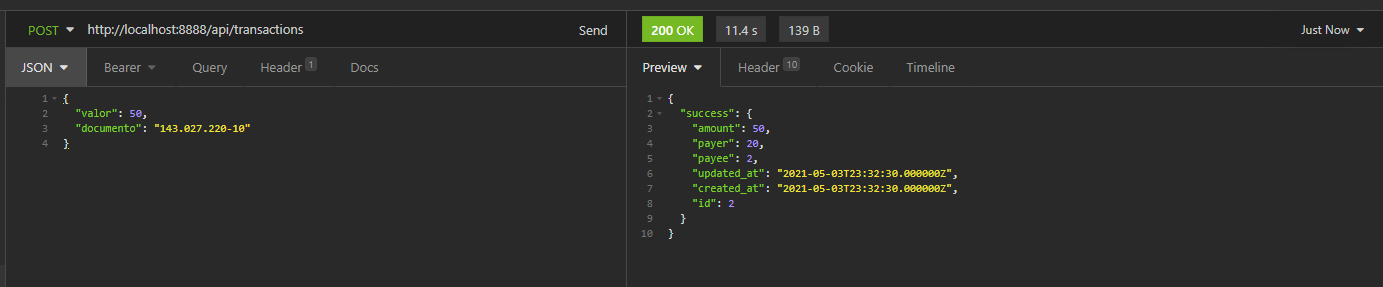 POST http://localhost:8888/api/transactions Send
200 OK 11.4 s 139 B Just Now
JSON Bearer Query Header 1 Docs
Preview Header 10 Cookie Timeline
1 {
2 "valor": 50,
3 "documento": "143.027.220-10"
4 }
1 {
2 "success": {
3 "amount": 50,
4 "payer": 20,
5 "payee": 2,
6 "updated_at": "2021-05-03T23:32:30.000000Z",
7 "created_at": "2021-05-03T23:32:30.000000Z",
8 "id": 2
9 }
10 }